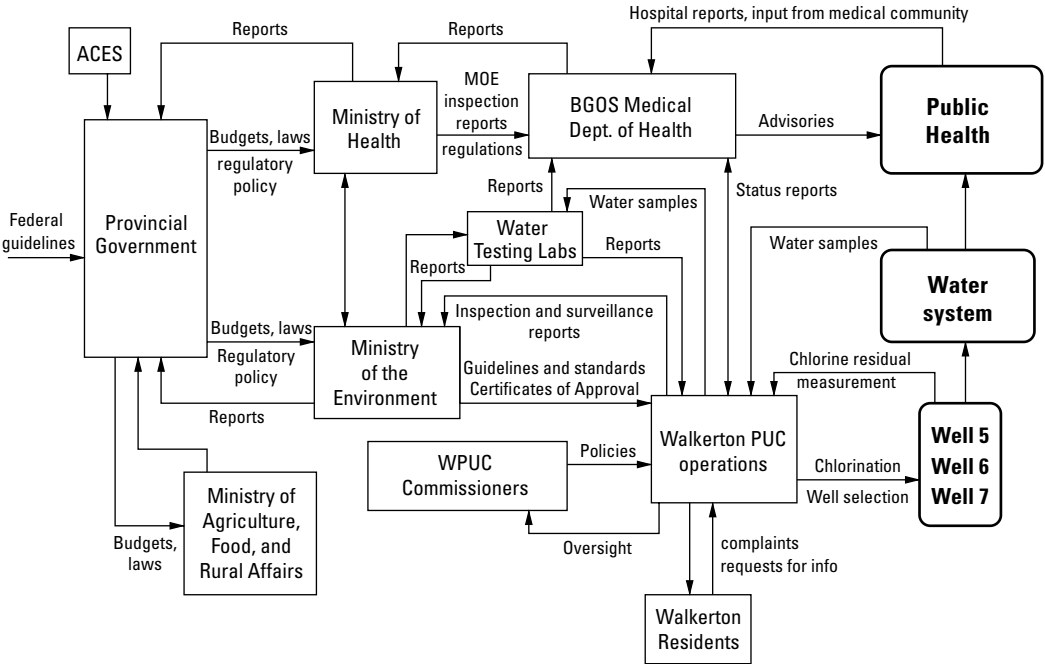 Hospital reports, input from medical community
Reports
Reports
ACES
MOE
inspection
reports
regulations
Ministry of
Health
BGOS Medical
Dept. of Health
Advisories
Public
Health
Budgets, laws
regulatory
policy
Federal
guidelines
Provincial
Government
Reports
Water samples
Status reports
Water
Testing Labs
Reports
Reports
Water samples
Water
system
Inspection and surveillance
reports
Budgets, laws
Regulatory
policy
Ministry
of the
Environment
Guidelines and standards
Certificates of Approval
Chlorine residual
measurement
Reports
Well 5
Well 6
Well 7
WPUC
Commissioners
Policies
Walkerton PUC
operations
Chlorination
Well selection
Ministry of
Agriculture,
Food, and
Rural Affairs
Budgets,
laws
Oversight
complaints
requests for info
Walkerton
Residents